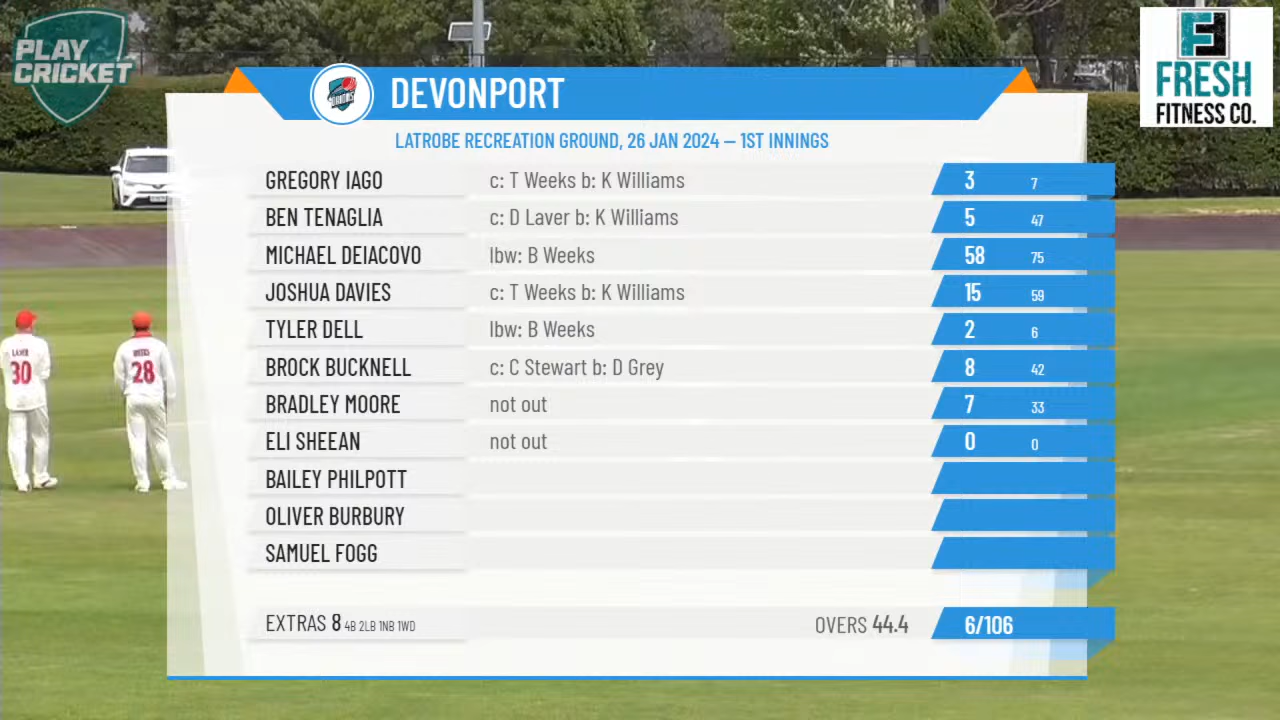 PLAY
CRICKET
FRESH
FITNESS CO.
DEVONPORT
LATROBE RECREATION GROUND, 26 JAN 2024 – 1ST INNINGS
GREGORY IAGO c: T Weeks b: K Williams 3 7
BEN TENAGLIA c: D Laver b: K Williams 5 47
MICHAEL DEIACOVO lbw: B Weeks 58 75
JOSHUA DAVIES c: T Weeks b: K Williams 15 59
TYLER DELL lbw: B Weeks 2 6
BROCK BUCKNELL c: C Stewart b: D Grey 8 42
BRADLEY MOORE not out 7 33
ELI SHEEAN not out 0 0
BAILEY PHILPOTT
OLIVER BURBURY
SAMUEL FOGG
EXTRAS 8 4B 2LB 1NB 1WD OVERS 44.4 6/106
LAVER
30
WEEKS
28